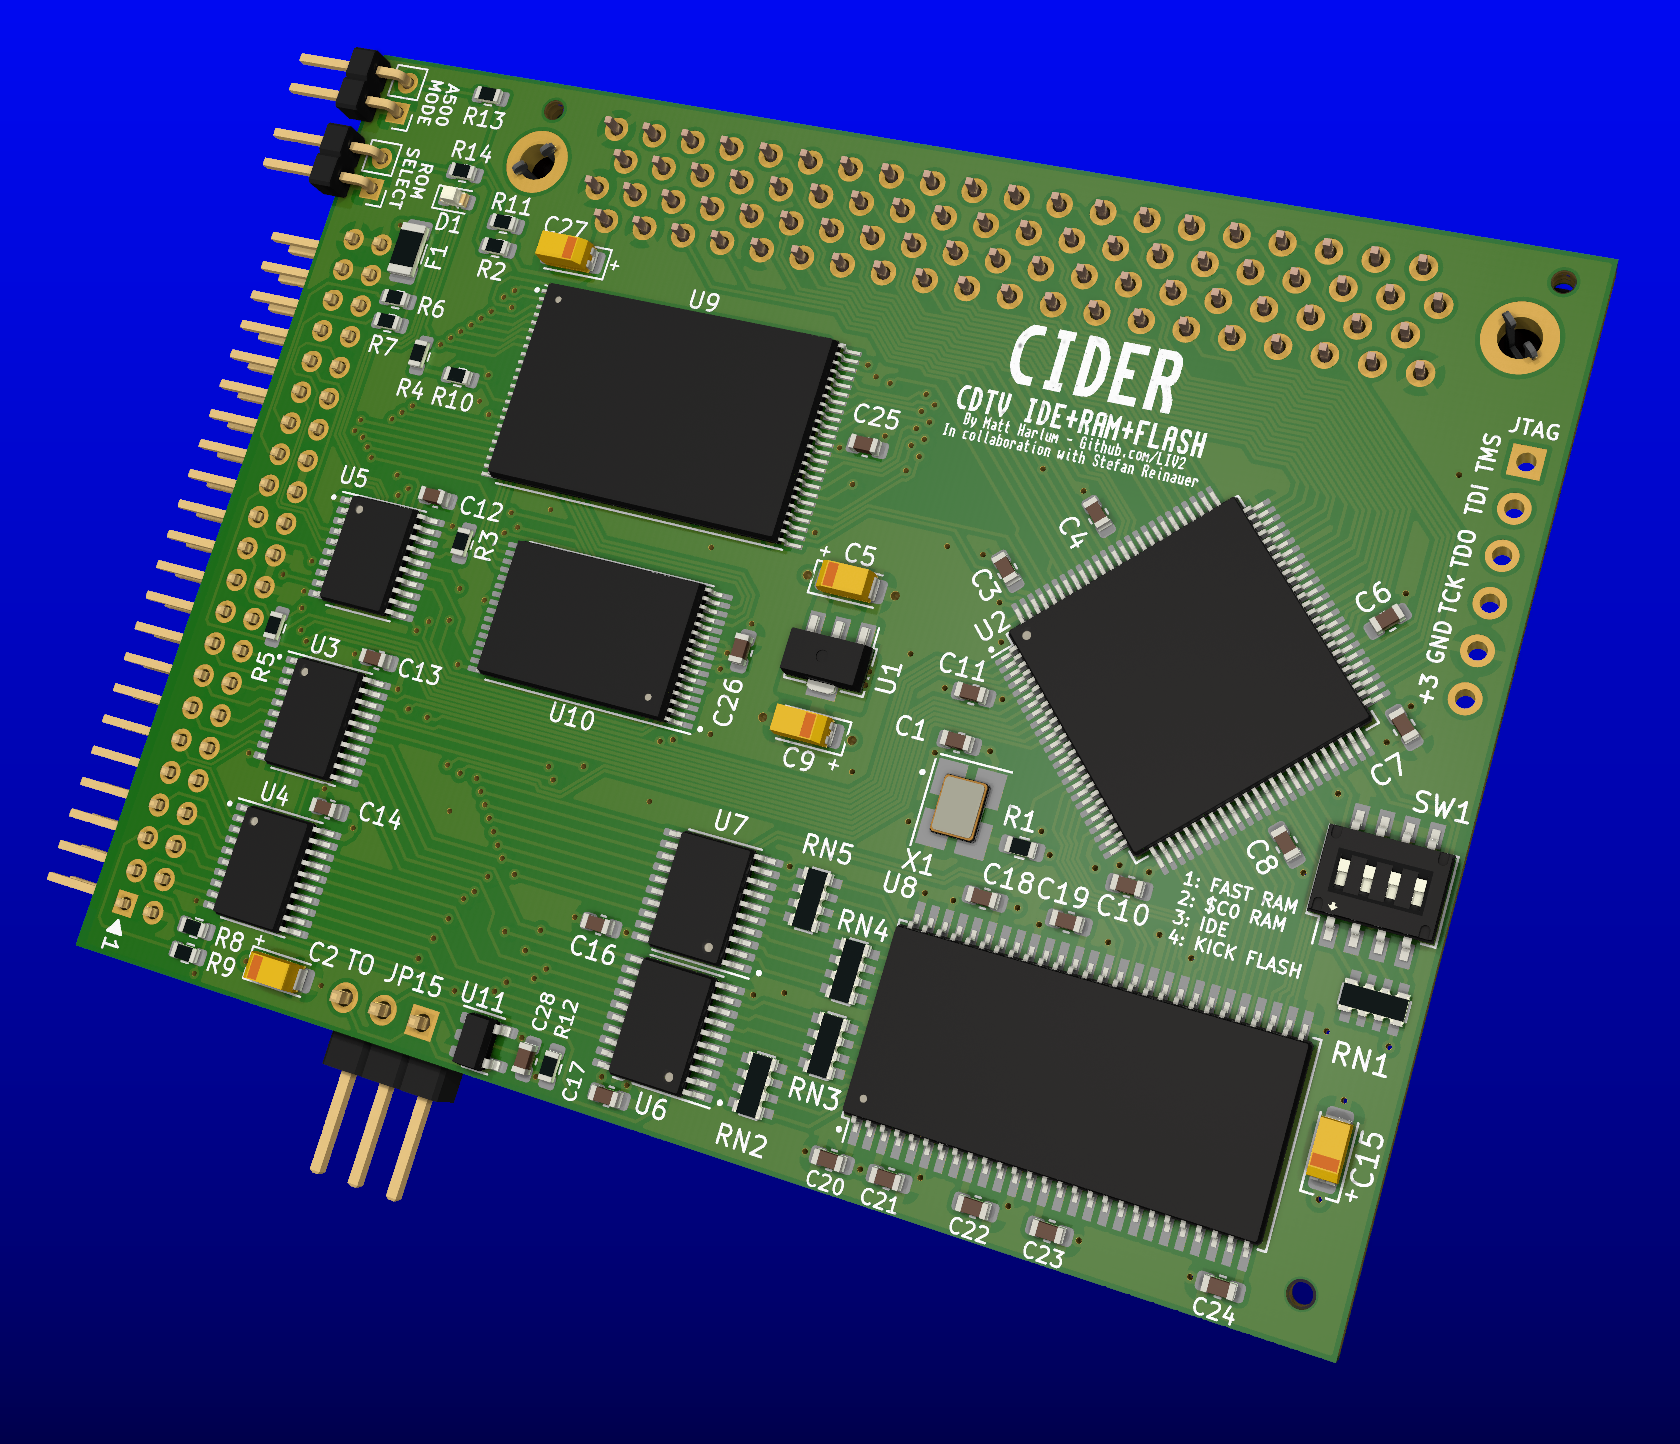 A500
MODE
R13
ROM
SELECT
R14
D1
R11
R2
C27
+
F1
R6
R7
R4
R10
U9
C25
CIDER
CDTV IDE+RAM+FLASH
By Matt Harlum - Github.com/LIV2
In collaboration with Stefan Reinauer
JTAG
TMS
TDI
TDO
TCK
GND
+3
U5
C12
R3
C4
C3
+ C5
U2
C6
R5
U3
C13
U10
C26
U1
C11
C1
C9 +
C7
U4
C14
U7
RN5
X1
R1
SW1
C8
U8
C18
C19
C10
1: FAST RAM
2: $C0 RAM
3: IDE
4: KICK FLASH
1
R8
R9
+
C2
TO JP15
U11
C28
R12
C17
C16
U6
RN4
RN3
RN2
RN1
C15
+
C20
C21
C22
C23
C24